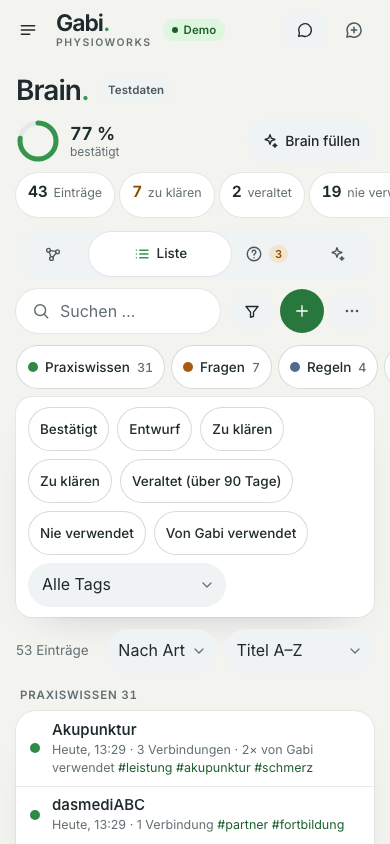 Gabi.
PHYSIOWORKS
Demo
Brain.
Testdaten
77 %
bestätigt
Brain füllen
43 Einträge
7 zu klären
2 veraltet
19 nie verw
Liste
3
Suchen ...
Praxiswissen 31
Fragen 7
Regeln 4
Bestätigt
Entwurf
Zu klären
Zu klären
Veraltet (über 90 Tage)
Nie verwendet
Von Gabi verwendet
Alle Tags
53 Einträge
Nach Art
Titel A–Z
PRAXISWISSEN 31
Akupunktur
Heute, 13:29 · 3 Verbindungen · 2× von Gabi
verwendet #leistung #akupunktur #schmerz
dasmediABC
Heute, 13:29 · 1 Verbindung #partner #fortbildung